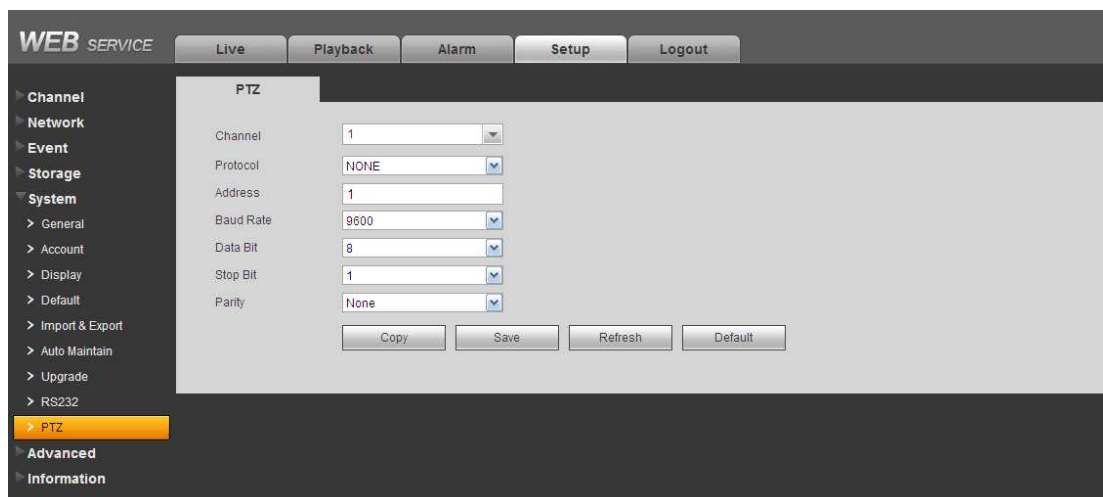 WEB SERVICE
Live Playback Alarm Setup Logout
Channel
Network
Event
Storage
System
> General
> Account
> Display
> Default
> Import & Export
> Auto Maintain
> Upgrade
> RS232
> PTZ
Advanced
Information
PTZ
Channel 1
Protocol NONE
Address 1
Baud Rate 9600
Data Bit 8
Stop Bit 1
Parity None
Copy Save Refresh Default